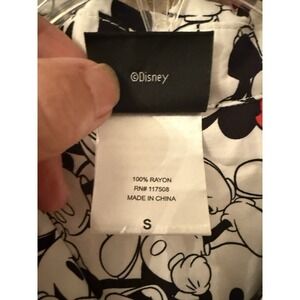 ©Disney
100% RAYON
RN# 117508
MADE IN CHINA
S